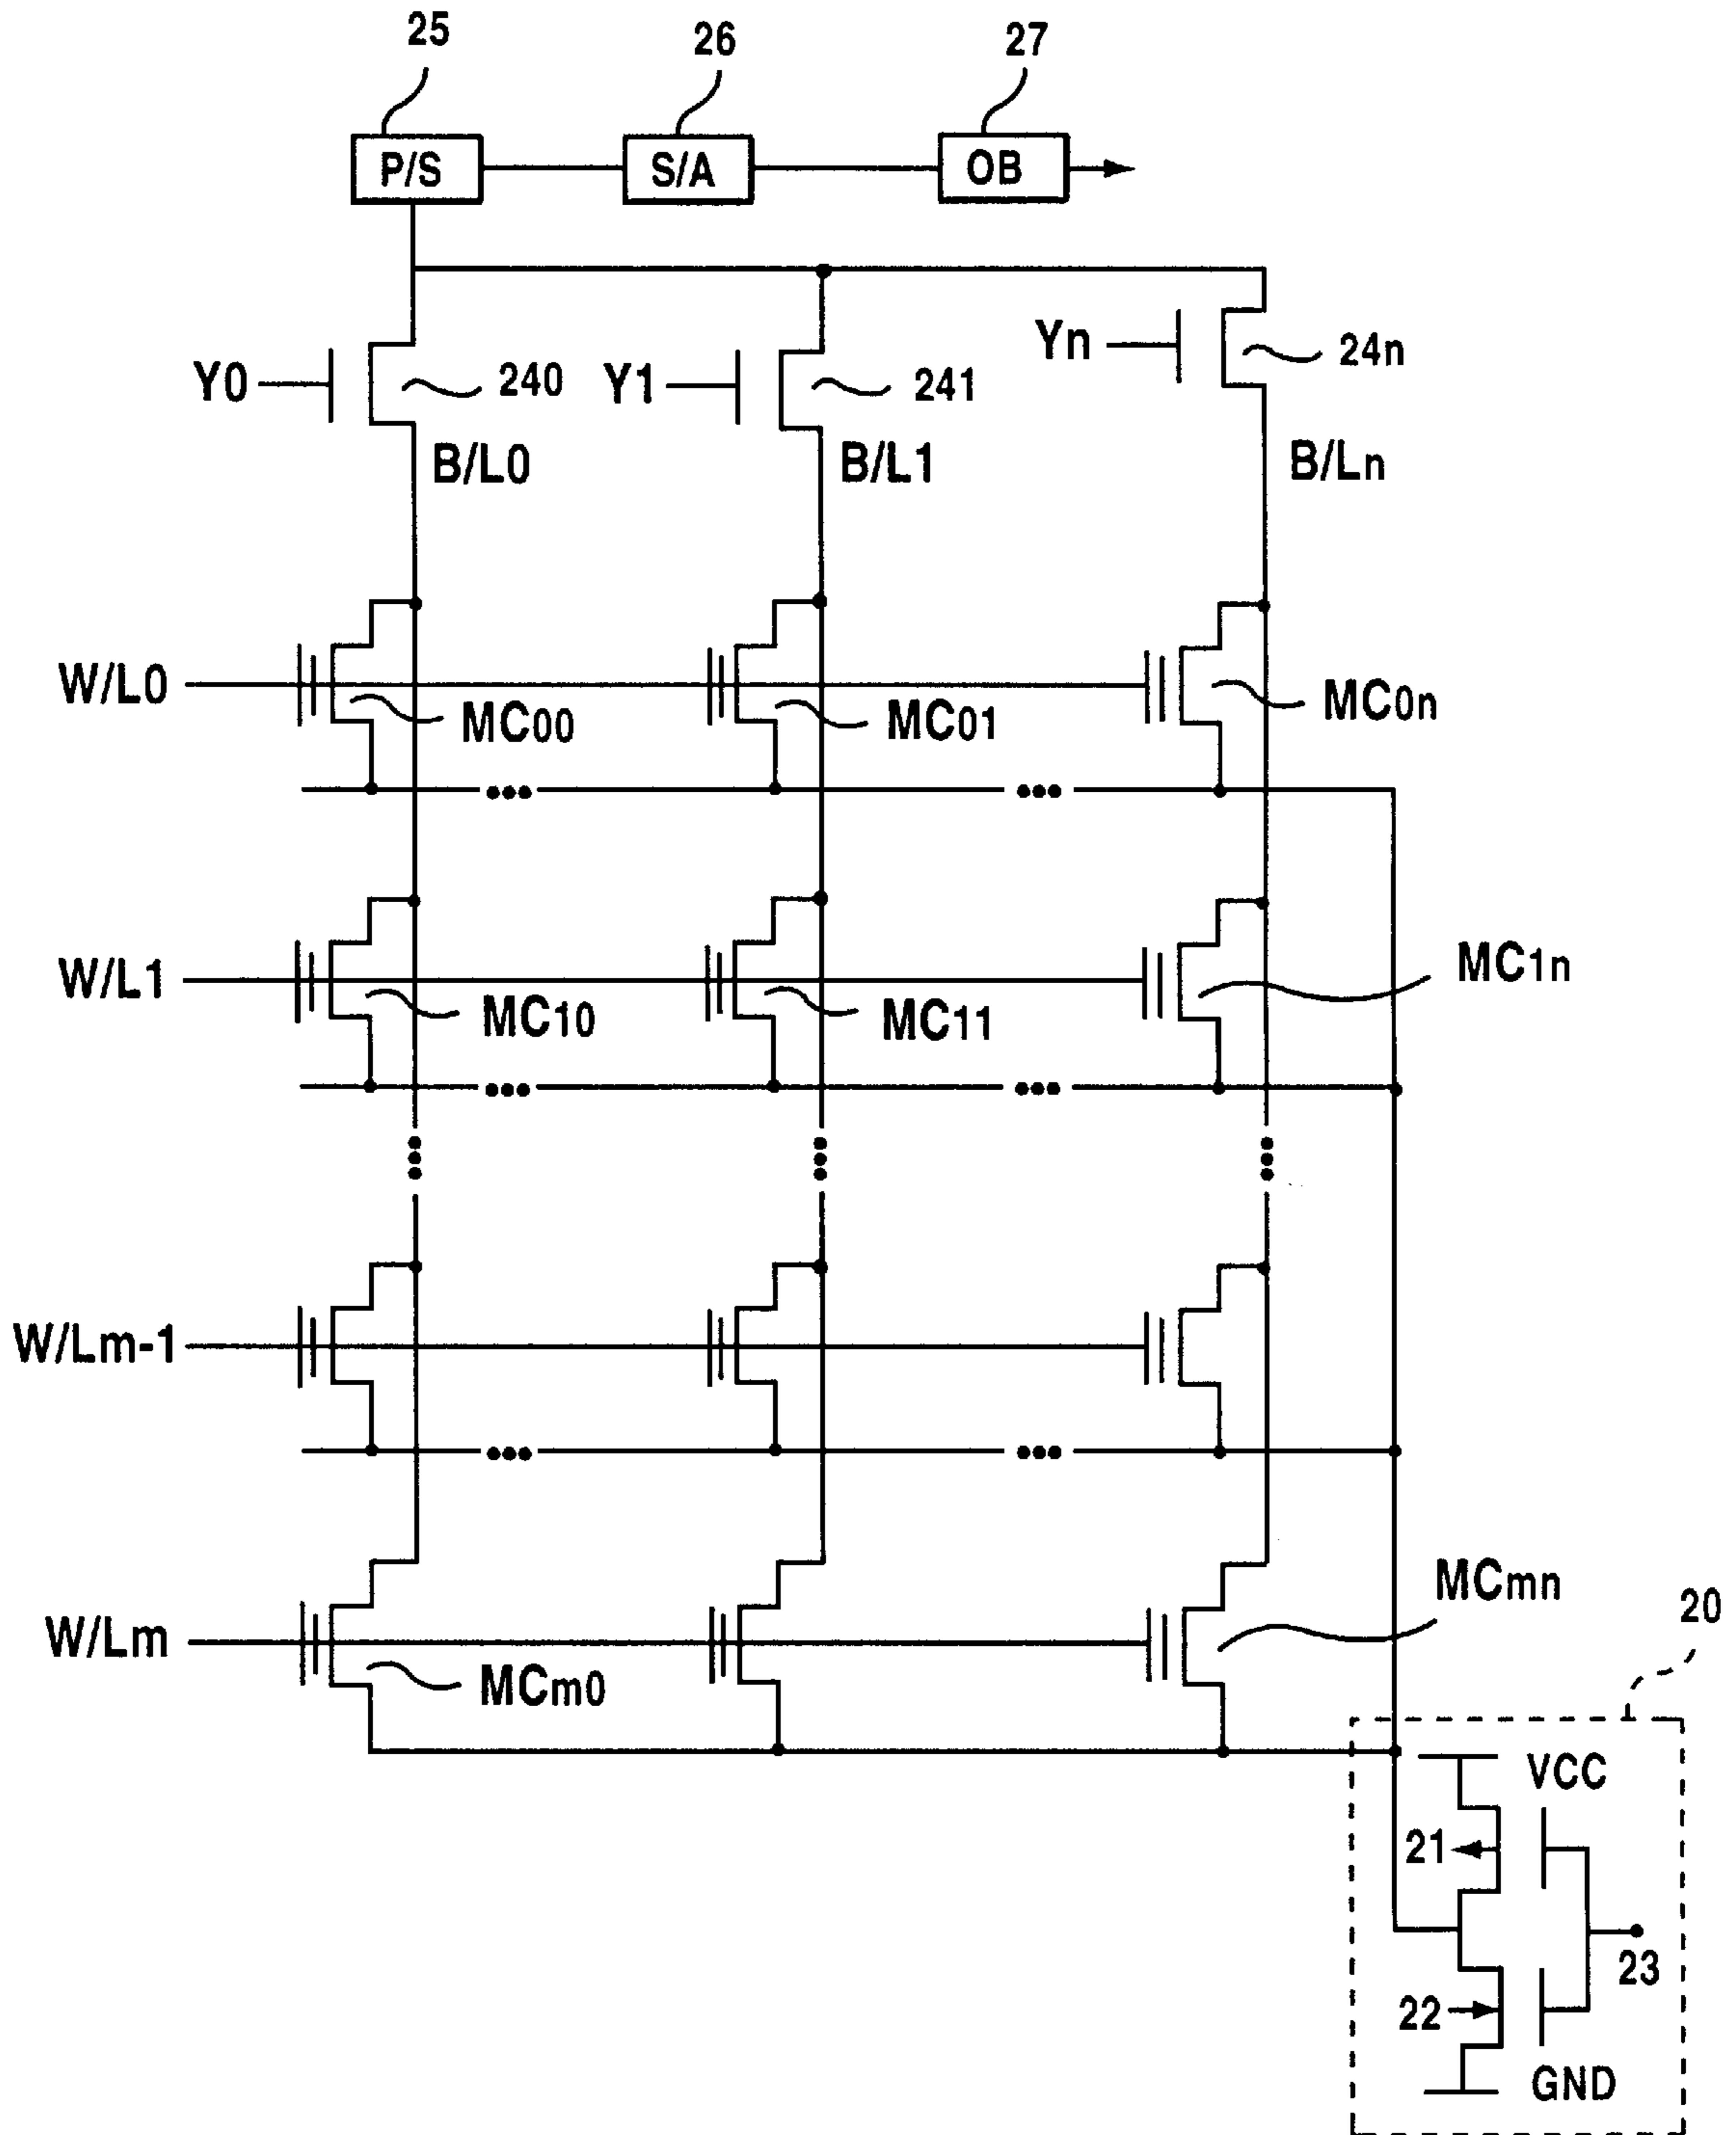 25 26 27
P/S S/A OB
Y0 240 Y1 241 Yn 24n
B/L0 B/L1 B/Ln
W/L0 MC00 MC01 MC0n
W/L1 MC10 MC11 MC1n
W/Lm-1
W/Lm MCm0 MCmn
20
VCC
21
23
22
GND